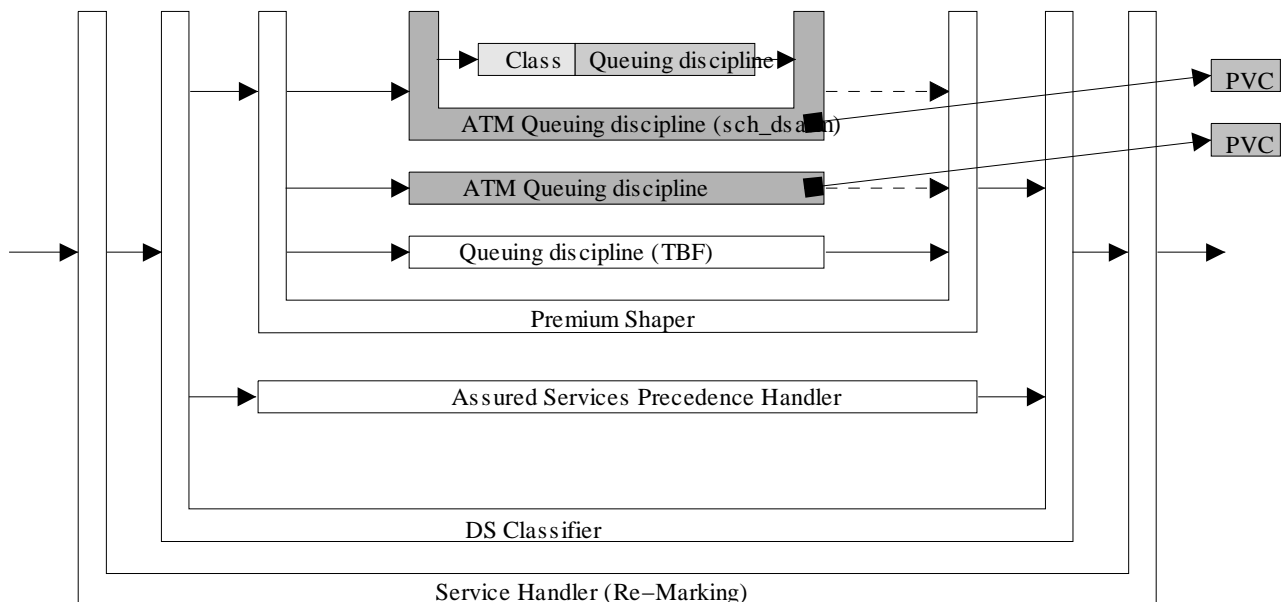 Class Queuing discipline
PVC
ATM Queuing discipline (sch_dsatm)
PVC
ATM Queuing discipline
Queuing discipline (TBF)
Premium Shaper
Assured Services Precedence Handler
DS Classifier
Service Handler (Re−Marking)